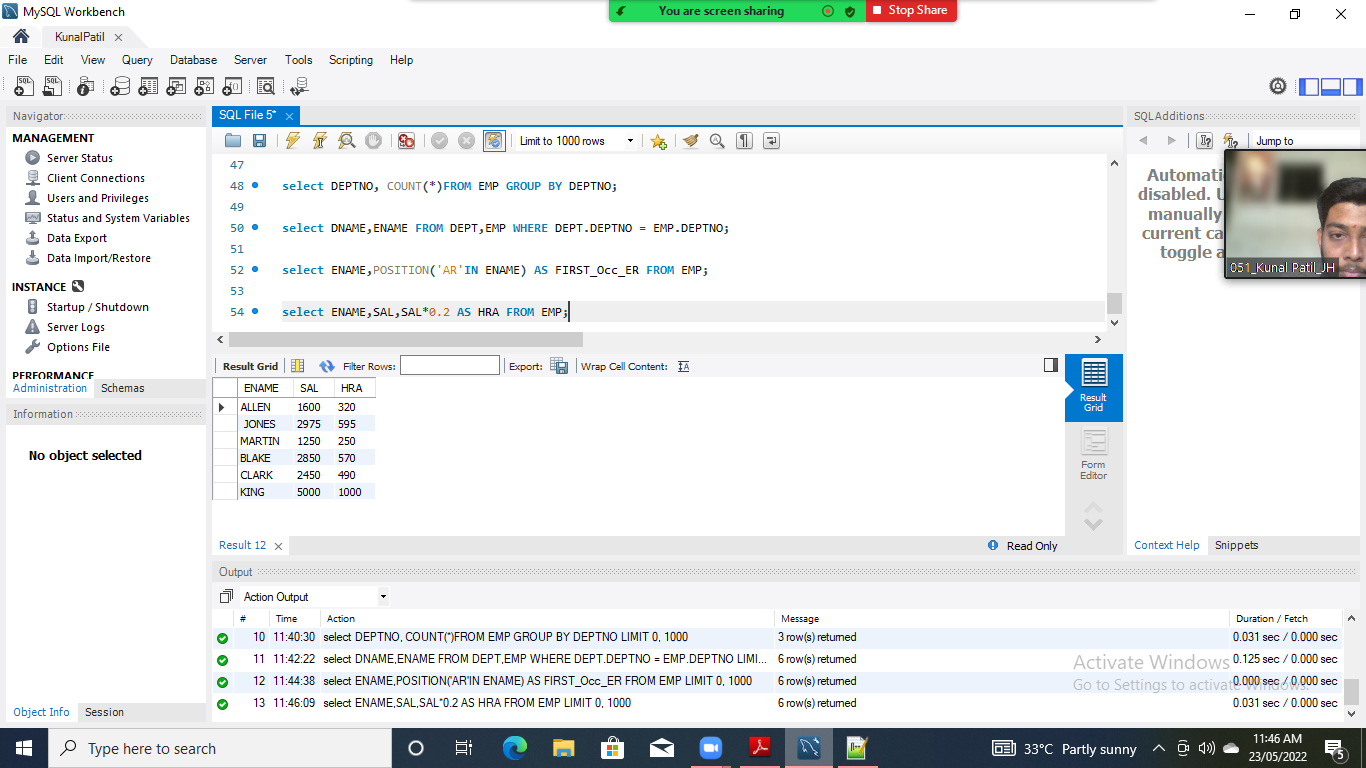 MySQL Workbench
You are screen sharing
Stop Share
KunalPatil
File Edit View Query Database Server Tools Scripting Help
Navigator
MANAGEMENT
Server Status
Client Connections
Users and Privileges
Status and System Variables
Data Export
Data Import/Restore
INSTANCE
Startup / Shutdown
Server Logs
Options File
PERFORMANCE
Administration Schemas
Information
No object selected
Object Info Session
SQL File 5*
Limit to 1000 rows
47
48 select DEPTNO, COUNT(*)FROM EMP GROUP BY DEPTNO;
49
50 select DNAME,ENAME FROM DEPT,EMP WHERE DEPT.DEPTNO = EMP.DEPTNO;
51
52 select ENAME,POSITION('AR'IN ENAME) AS FIRST_Occ_ER FROM EMP;
53
54 select ENAME,SAL,SAL*0.2 AS HRA FROM EMP;
Result Grid Filter Rows: Export: Wrap Cell Content:
ENAME SAL HRA
ALLEN 1600 320
JONES 2975 595
MARTIN 1250 250
BLAKE 2850 570
CLARK 2450 490
KING 5000 1000
Result
Grid
Form
Editor
Result 12
Read Only
SQLAdditions
Jump to
Automati
disabled. U
manually
current ca
toggle a
051_Kunal Patil_JH
Context Help Snippets
Output
Action Output
# Time Action Message Duration / Fetch
10 11:40:30 select DEPTNO, COUNT(*)FROM EMP GROUP BY DEPTNO LIMIT 0, 1000 3 row(s) returned 0.031 sec / 0.000 sec
11 11:42:22 select DNAME,ENAME FROM DEPT,EMP WHERE DEPT.DEPTNO = EMP.DEPTNO LIMI... 6 row(s) returned 0.125 sec / 0.000 sec
12 11:44:38 select ENAME,POSITION('AR'IN ENAME) AS FIRST_Occ_ER FROM EMP LIMIT 0, 1000 6 row(s) returned 0.000 sec / 0.000 sec
13 11:46:09 select ENAME,SAL,SAL*0.2 AS HRA FROM EMP LIMIT 0, 1000 6 row(s) returned 0.031 sec / 0.000 sec
Activate Windows
Go to Settings to activate Windows.
Type here to search
33°C Partly sunny
11:46 AM
23/05/2022
5